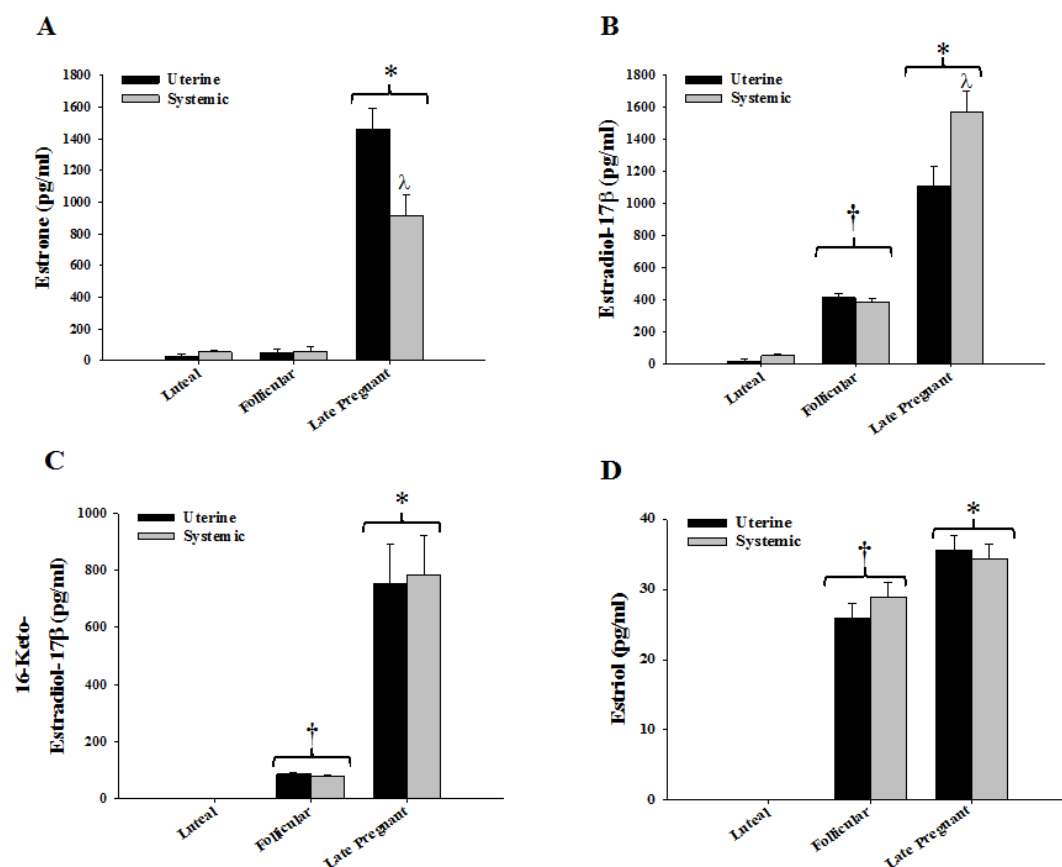 A
1800
1600
1400
1200
1000
800
600
400
200
0
Estrone (pg/ml)
Uterine
Systemic
*
λ
Luteal
Follicular
Late Pregnant
B
1800
1600
1400
1200
1000
800
600
400
200
0
Estradiol-17β (pg/ml)
Uterine
Systemic
†
*
λ
Luteal
Follicular
Late Pregnant
C
1000
800
600
400
200
0
16-Keto-
Estradiol-17β (pg/ml)
Uterine
Systemic
†
*
Luteal
Follicular
Late Pregnant
D
40
30
20
10
0
Estriol (pg/ml)
Uterine
Systemic
†
*
Luteal
Follicular
Late Pregnant